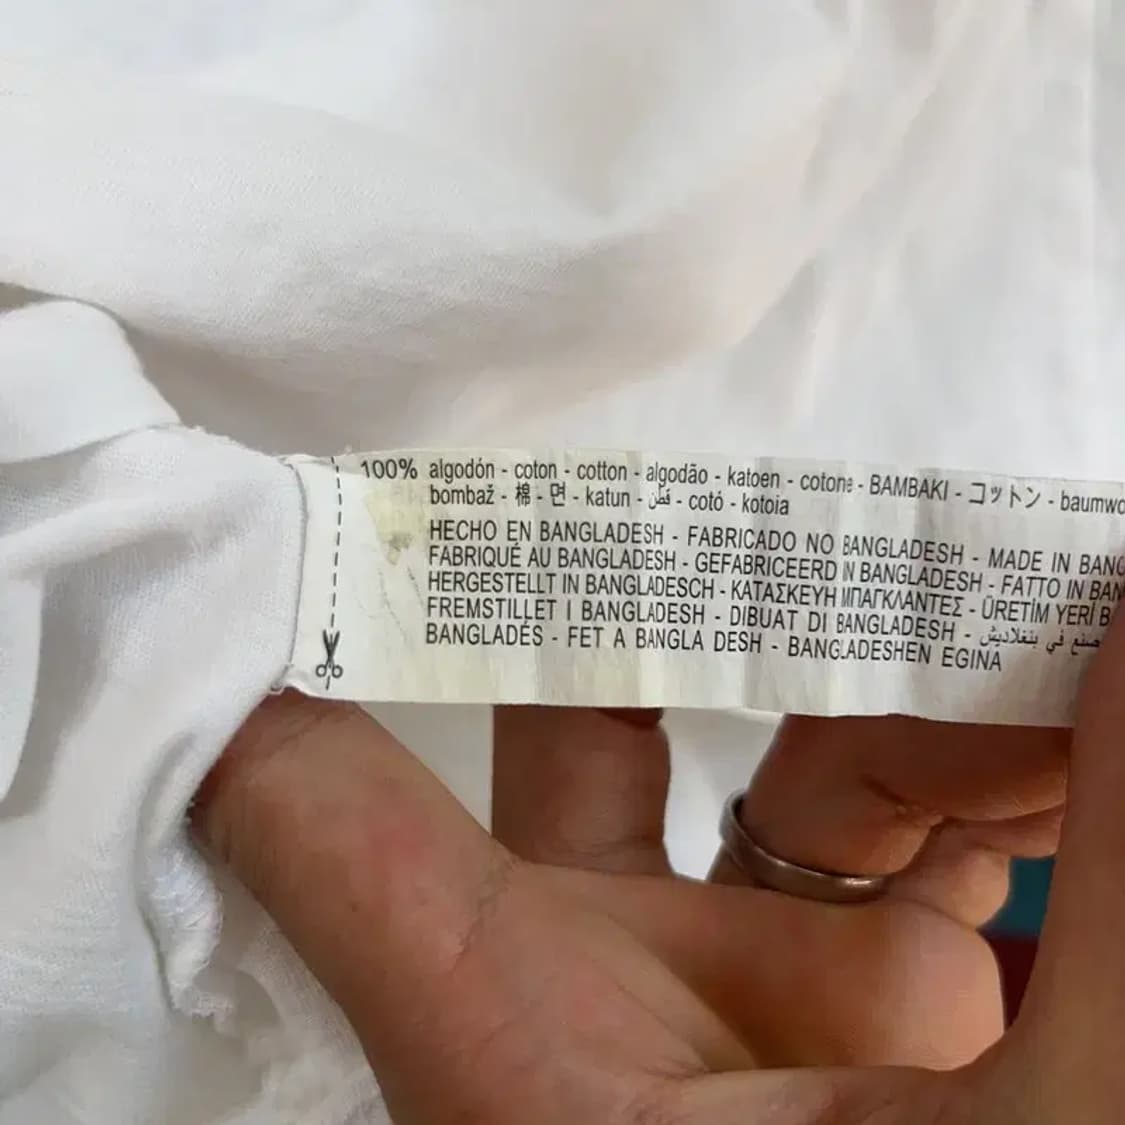 100% algodón - coton - cotton - algodão - katoen - cotone - BAMBAKI - コットン - baumwo
bombaž - 棉 - 면 - katun - قطن - cotó - kotoia
HECHO EN BANGLADESH - FABRICADO NO BANGLADESH - MADE IN BANG
FABRIQUÉ AU BANGLADESH - GEFABRICEERD IN BANGLADESH - FATTO IN BAN
HERGESTELLT IN BANGLADESCH - ΚΑΤΑΣΚΕΥΗ ΜΠΑΓΚΛΑΝΤΕΣ - ÜRETİM YERİ B
FREMSTILLET I BANGLADESH - DIBUAT DI BANGLADESH - صنع في بنغلاديش
BANGLADÉS - FET A BANGLA DESH - BANGLADESHEN EGINA